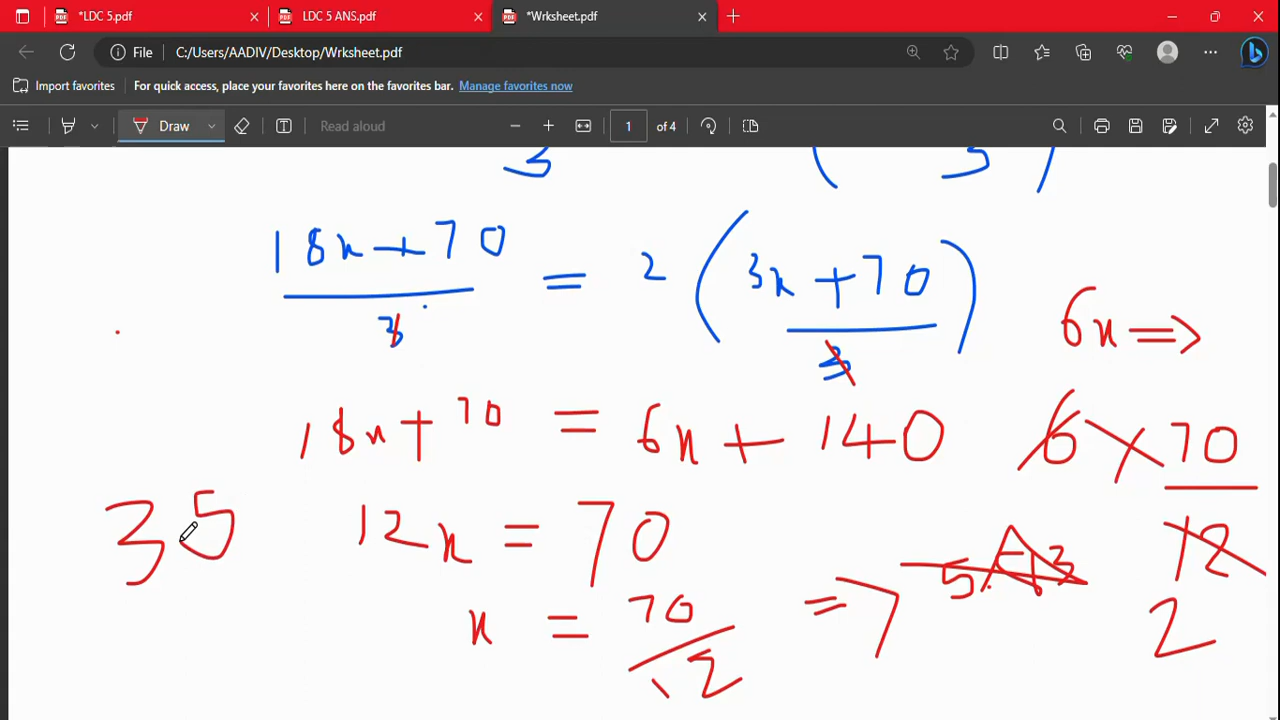 *LDC 5.pdf
LDC 5 ANS.pdf
*Wrksheet.pdf
File
C:/Users/AADIV/Desktop/Wrksheet.pdf
Import favorites
For quick access, place your favorites here on the favorites bar. Manage favorites now
Draw
Read aloud
1 of 4
3
3
18x+70
3
=
2
(3x+70)
3
6x ⇒
18x+70 = 6x+140
6×70
12
2
35
12x = 70
x = 70
12
= 7